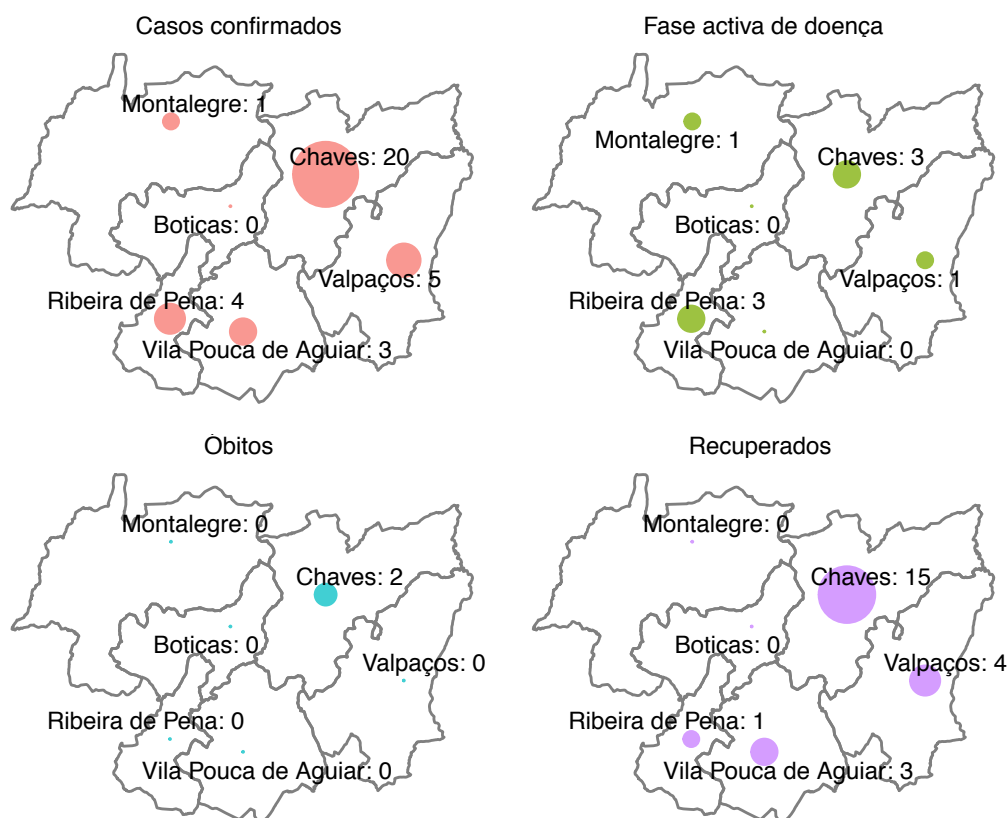 Casos confirmados
Montalegre: 1
Chaves: 20
Boticas: 0
Valpaços: 5
Ribeira de Pena: 4
Vila Pouca de Aguiar: 3
Fase activa de doença
Montalegre: 1
Chaves: 3
Boticas: 0
Valpaços: 1
Ribeira de Pena: 3
Vila Pouca de Aguiar: 0
Óbitos
Montalegre: 0
Chaves: 2
Boticas: 0
Valpaços: 0
Ribeira de Pena: 0
Vila Pouca de Aguiar: 0
Recuperados
Montalegre: 0
Chaves: 15
Boticas: 0
Valpaços: 4
Ribeira de Pena: 1
Vila Pouca de Aguiar: 3